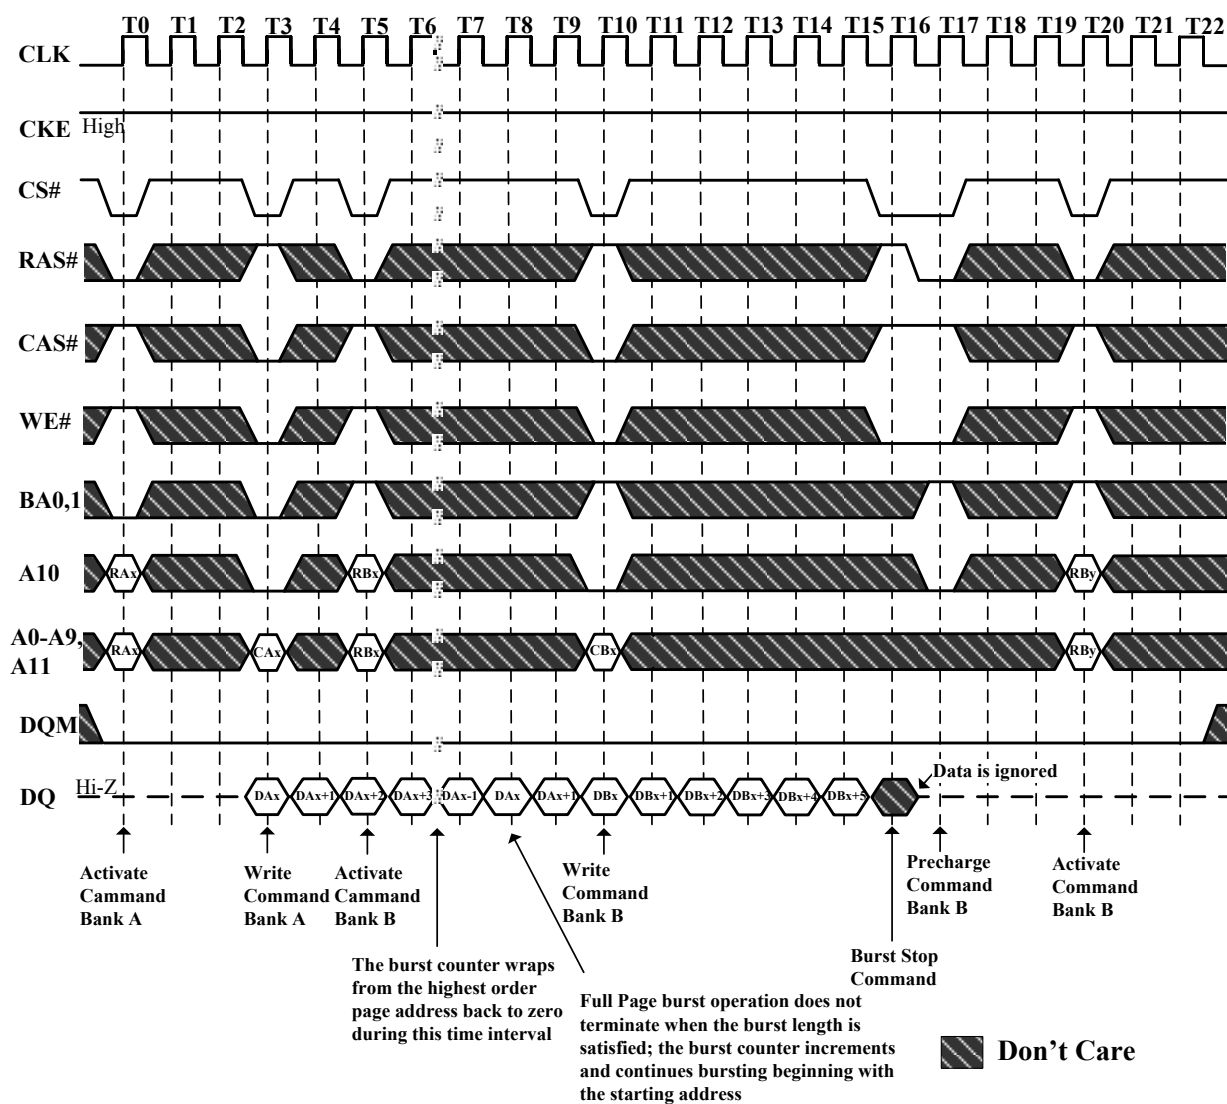 T0 T1 T2 T3 T4 T5 T6 T7 T8 T9 T10 T11 T12 T13 T14 T15 T16 T17 T18 T19 T20 T21 T22
CLK
CKE High
CS#
RAS#
CAS#
WE#
BA0,1
A10 RAx RBx RBy
A0-A9,
A11 RAx CAx RBx CBx RBy
DQM
DQ Hi-Z DAx DAx+1 DAx+2 DAx+3 DAx-1 DAx DAx+1 DBx DBx+1 DBx+2 DBx+3 DBx+4 DBx+5
Data is ignored
Activate
Cammand
Bank A
Write
Command
Bank A
Activate
Cammand
Bank B
Write
Command
Bank B
Precharge
Command
Bank B
Activate
Command
Bank B
Burst Stop
Command
The burst counter wraps
from the highest order
page address back to zero
during this time interval
Full Page burst operation does not
terminate when the burst length is
satisfied; the burst counter increments
and continues bursting beginning with
the starting address
Don't Care